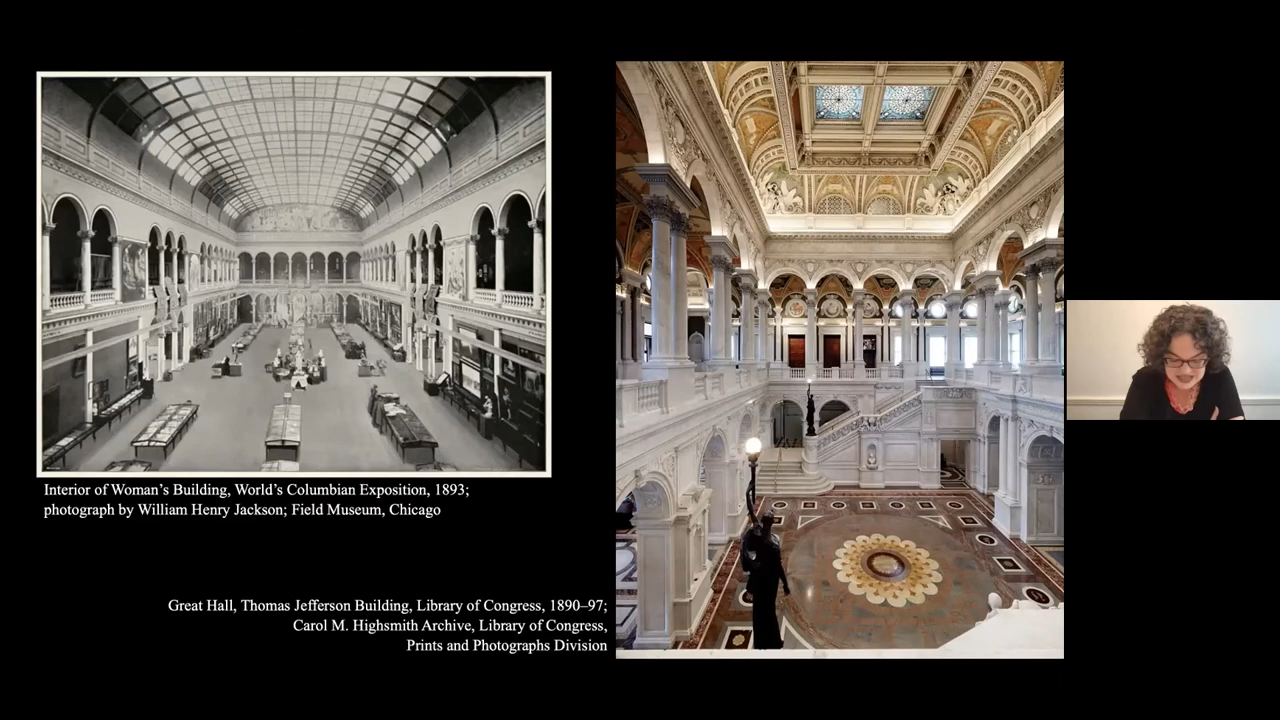 Interior of Woman’s Building, World’s Columbian Exposition, 1893;
photograph by William Henry Jackson; Field Museum, Chicago
Great Hall, Thomas Jefferson Building, Library of Congress, 1890–97;
Carol M. Highsmith Archive, Library of Congress,
Prints and Photographs Division